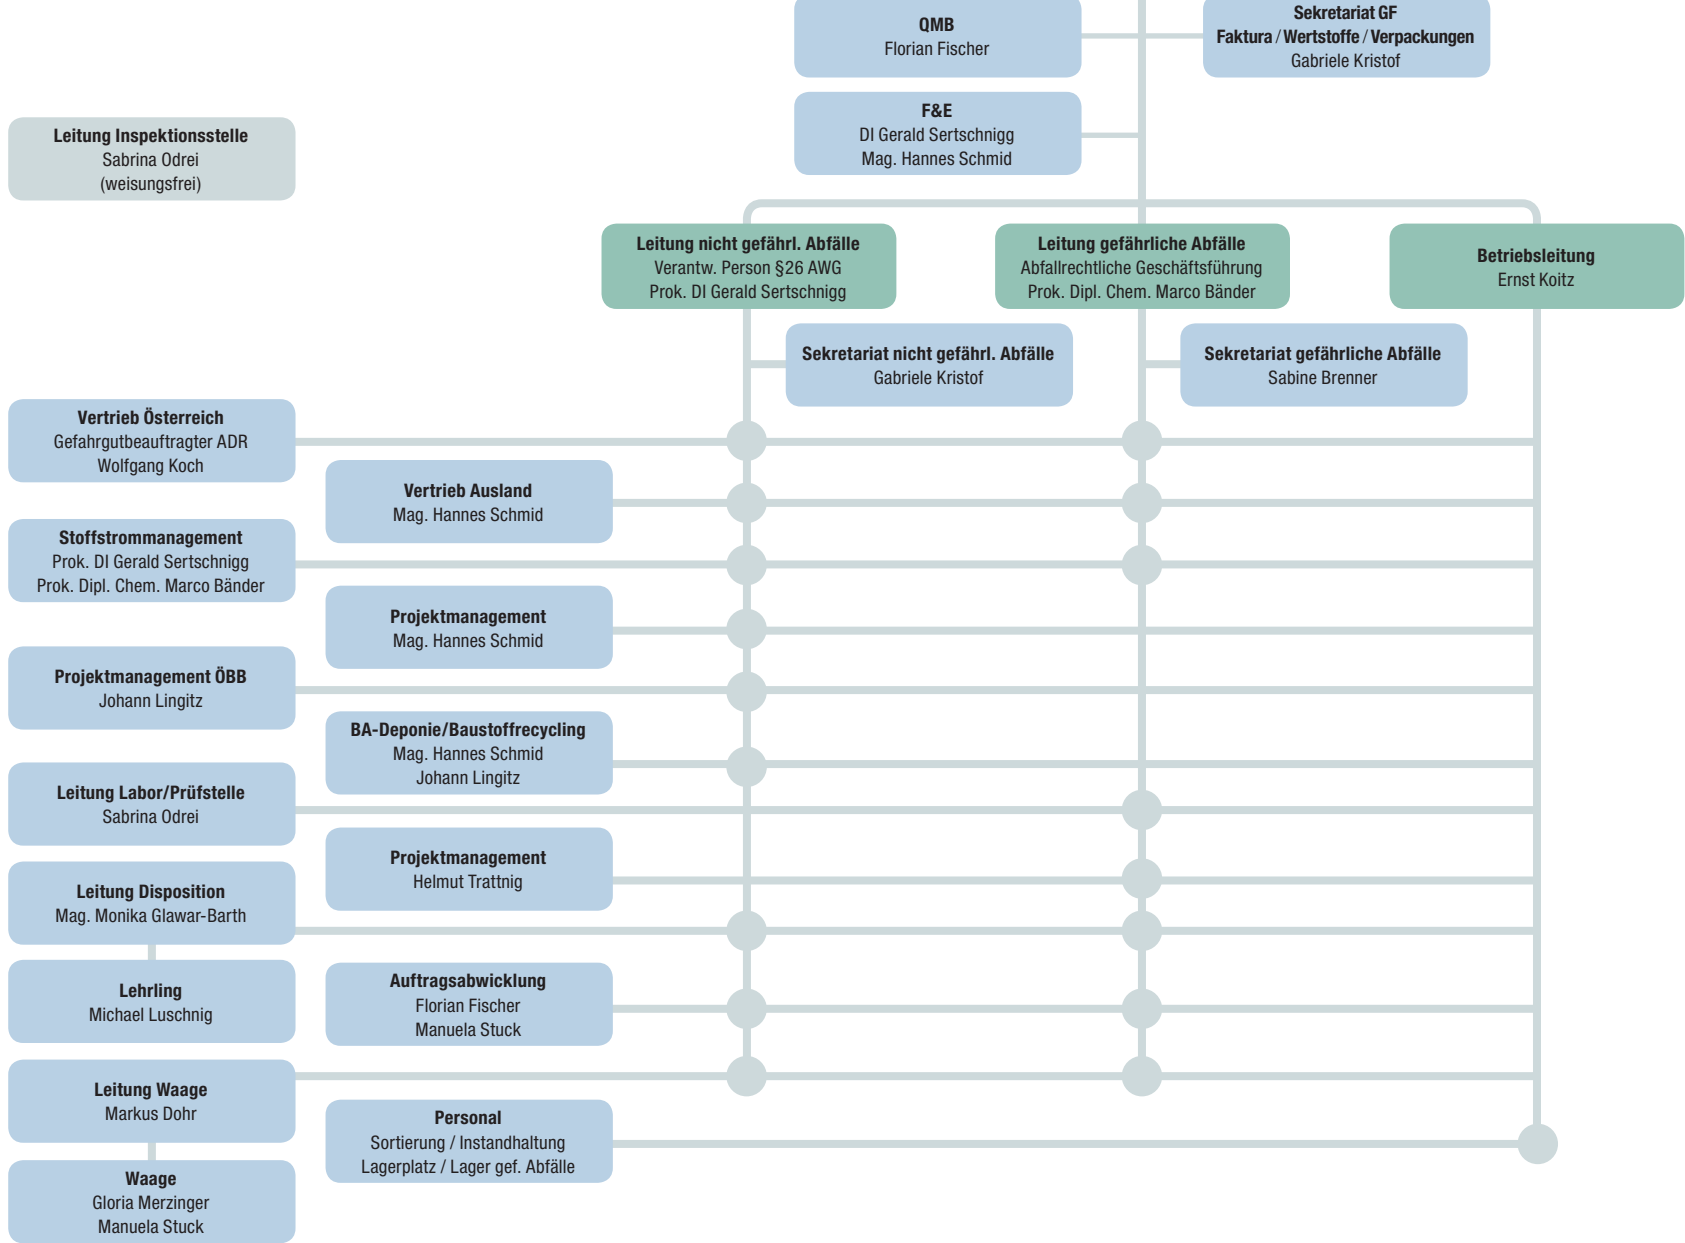 QMB
Florian Fischer
Sekretariat GF
Faktura / Wertstoffe / Verpackungen
Gabriele Kristof
F&E
DI Gerald Sertschnigg
Mag. Hannes Schmid
Leitung Inspektionsstelle
Sabrina Odrei
(weisungsfrei)
Leitung nicht gefährl. Abfälle
Verantw. Person §26 AWG
Prok. DI Gerald Sertschnigg
Leitung gefährliche Abfälle
Abfallrechtliche Geschäftsführung
Prok. Dipl. Chem. Marco Bänder
Betriebsleitung
Ernst Koitz
Sekretariat nicht gefährl. Abfälle
Gabriele Kristof
Sekretariat gefährliche Abfälle
Sabine Brenner
Vertrieb Österreich
Gefahrgutbeauftragter ADR
Wolfgang Koch
Vertrieb Ausland
Mag. Hannes Schmid
Stoffstrommanagement
Prok. DI Gerald Sertschnigg
Prok. Dipl. Chem. Marco Bänder
Projektmanagement
Mag. Hannes Schmid
Projektmanagement ÖBB
Johann Lingitz
BA-Deponie/Baustoffrecycling
Mag. Hannes Schmid
Johann Lingitz
Leitung Labor/Prüfstelle
Sabrina Odrei
Projektmanagement
Helmut Trattnig
Leitung Disposition
Mag. Monika Glawar-Barth
Lehrling
Michael Luschnig
Auftragsabwicklung
Florian Fischer
Manuela Stuck
Leitung Waage
Markus Dohr
Personal
Sortierung / Instandhaltung
Lagerplatz / Lager gef. Abfälle
Waage
Gloria Merzinger
Manuela Stuck